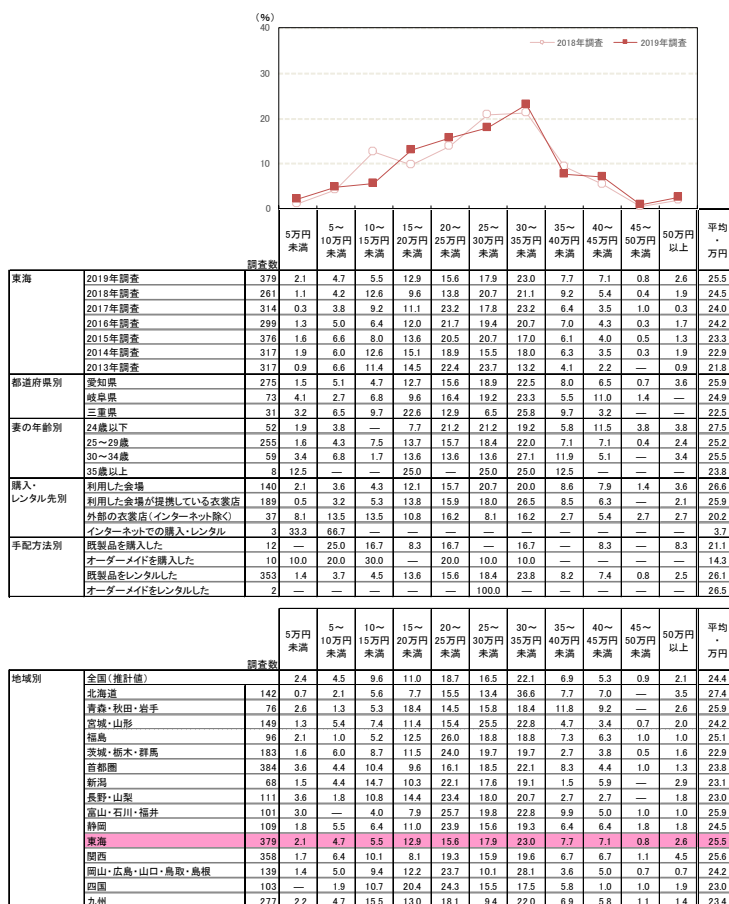 (%)
40
30
20
10
0
2018年調査 2019年調査
調査数 5万円未満 5～10万円未満 10～15万円未満 15～20万円未満 20～25万円未満 25～30万円未満 30～35万円未満 35～40万円未満 40～45万円未満 45～50万円未満 50万円以上 平均・万円
東海 2019年調査 379 2.1 4.7 5.5 12.9 15.6 17.9 23.0 7.7 7.1 0.8 2.6 25.5
2018年調査 261 1.1 4.2 12.6 9.6 13.8 20.7 21.1 9.2 5.4 0.4 1.9 24.5
2017年調査 314 0.3 3.8 9.2 11.1 23.2 17.8 23.2 6.4 3.5 1.0 0.3 24.0
2016年調査 299 1.3 5.0 6.4 12.0 21.7 19.4 20.7 7.0 4.3 0.3 1.7 24.2
2015年調査 376 1.6 6.6 8.0 13.6 20.5 20.7 17.0 6.1 4.0 0.5 1.3 23.3
2014年調査 317 1.9 6.0 12.6 15.1 18.9 15.5 18.0 6.3 3.5 0.3 1.9 22.9
2013年調査 317 0.9 6.6 11.4 14.5 22.4 23.7 13.2 4.1 2.2 — 0.9 21.8
都道府県別 愛知県 275 1.5 5.1 4.7 12.7 15.6 18.9 22.5 8.0 6.5 0.7 3.6 25.9
岐阜県 73 4.1 2.7 6.8 9.6 16.4 19.2 23.3 5.5 11.0 1.4 — 24.9
三重県 31 3.2 6.5 9.7 22.6 12.9 6.5 25.8 9.7 3.2 — — 22.5
妻の年齢別 24歳以下 52 1.9 3.8 — 7.7 21.2 21.2 19.2 5.8 11.5 3.8 3.8 27.5
25～29歳 255 1.6 4.3 7.5 13.7 15.7 18.4 22.0 7.1 7.1 0.4 2.4 25.2
30～34歳 59 3.4 6.8 1.7 13.6 13.6 13.6 27.1 11.9 5.1 — 3.4 25.5
35歳以上 8 12.5 — — 25.0 — 25.0 25.0 12.5 — — — 23.8
購入・レンタル先別 利用した会場 140 2.1 3.6 4.3 12.1 15.7 20.7 20.0 8.6 7.9 1.4 3.6 26.6
利用した会場が提携している衣裳店 189 0.5 3.2 5.3 13.8 15.9 18.0 26.5 8.5 6.3 — 2.1 25.9
外部の衣裳店(インターネット除く) 37 8.1 13.5 13.5 10.8 16.2 8.1 16.2 2.7 5.4 2.7 2.7 20.2
インターネットでの購入・レンタル 3 33.3 66.7 — — — — — — — — — 3.7
手配方法別 既製品を購入した 12 — 25.0 16.7 8.3 16.7 — 16.7 — 8.3 — 8.3 21.1
オーダーメイドを購入した 10 10.0 20.0 30.0 — 20.0 10.0 10.0 — — — — 14.3
既製品をレンタルした 353 1.4 3.7 4.5 13.6 15.6 18.4 23.8 8.2 7.4 0.8 2.5 26.1
オーダーメイドをレンタルした 2 — — — — — 100.0 — — — — — 26.5
調査数 5万円未満 5～10万円未満 10～15万円未満 15～20万円未満 20～25万円未満 25～30万円未満 30～35万円未満 35～40万円未満 40～45万円未満 45～50万円未満 50万円以上 平均・万円
地域別 全国(推計値) 2.4 4.5 9.6 11.0 18.7 16.5 22.1 6.9 5.3 0.9 2.1 24.4
北海道 142 0.7 2.1 5.6 7.7 15.5 13.4 36.6 7.7 7.0 — 3.5 27.4
青森・秋田・岩手 76 2.6 1.3 5.3 18.4 14.5 15.8 18.4 11.8 9.2 — 2.6 25.9
宮城・山形 149 1.3 5.4 7.4 11.4 15.4 25.5 22.8 4.7 3.4 0.7 2.0 24.2
福島 96 2.1 1.0 5.2 12.5 26.0 18.8 18.8 7.3 6.3 1.0 1.0 25.1
茨城・栃木・群馬 183 1.6 6.0 8.7 11.5 24.0 19.7 19.7 2.7 3.8 0.5 1.6 22.9
首都圏 384 3.6 4.4 10.4 9.6 16.1 18.5 22.1 8.3 4.4 1.0 1.3 23.8
新潟 68 1.5 4.4 14.7 10.3 22.1 17.6 19.1 1.5 5.9 — 2.9 23.1
長野・山梨 111 3.6 1.8 10.8 14.4 23.4 18.0 20.7 2.7 2.7 — 1.8 23.0
富山・石川・福井 101 3.0 — 4.0 7.9 25.7 19.8 22.8 9.9 5.0 1.0 1.0 25.9
静岡 109 1.8 5.5 6.4 11.0 23.9 15.6 19.3 6.4 6.4 1.8 1.8 24.5
東海 379 2.1 4.7 5.5 12.9 15.6 17.9 23.0 7.7 7.1 0.8 2.6 25.5
関西 358 1.7 6.4 10.1 8.1 19.3 15.9 19.6 6.7 6.7 1.1 4.5 25.6
岡山・広島・山口・鳥取・島根 139 1.4 5.0 9.4 12.2 23.7 10.1 28.1 3.6 5.0 0.7 0.7 24.2
四国 103 — 1.9 10.7 20.4 24.3 15.5 17.5 5.8 1.0 1.0 1.9 23.0
九州 277 2.2 4.7 15.5 13.0 18.1 9.4 22.0 6.9 5.8 1.1 1.4 23.4